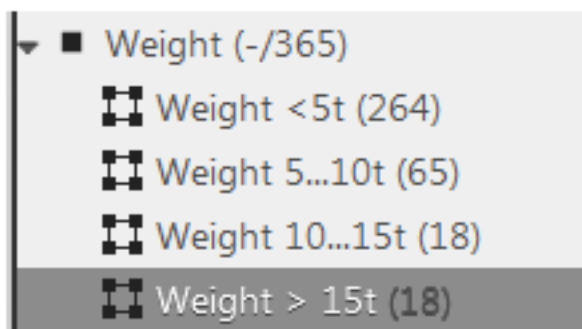 Weight (-/365)
Weight <5t (264)
Weight 5...10t (65)
Weight 10...15t (18)
Weight > 15t (18)